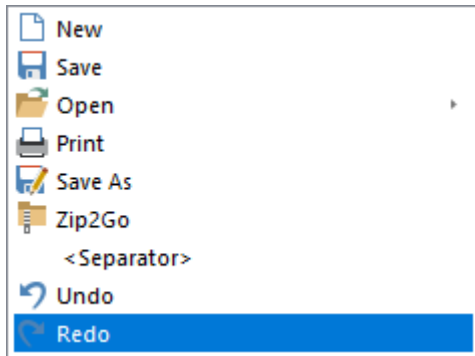 New
Save
Open
Print
Save As
Zip2Go
<Separator>
Undo
Redo